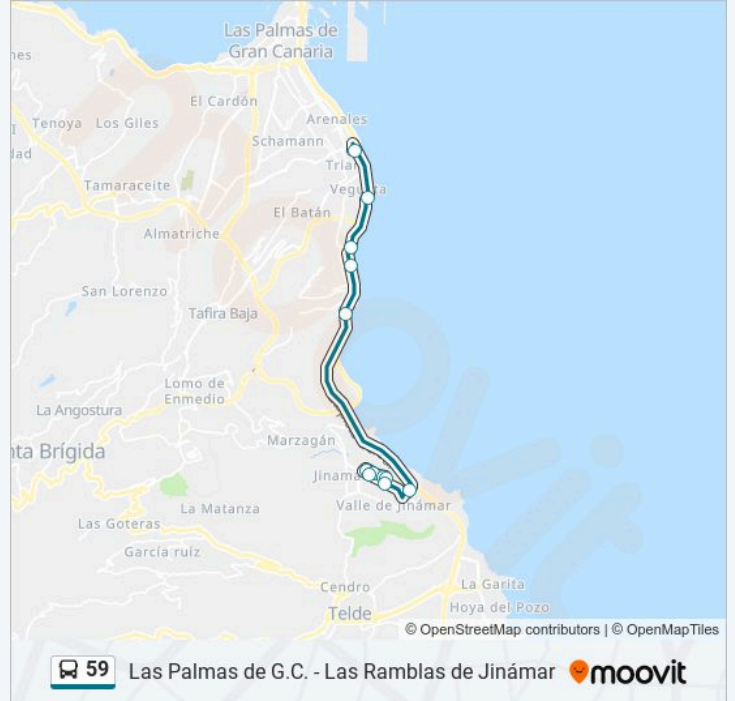 Las Palmas de
Gran Canaria
nes
El Cardón
Arenales
Tenoya
Los Giles
Schamann
dad
Tria
Tamaraceite
Vegueta
El Batán
Almatriche
San Lorenzo
Tafira Baja
Lomo de
Enmedio
La Angostura
Marzagán
nta Brígida
Jinama
La Matanza
Valle de Jinámar
Las Goteras
García ruíz
Cendro
La Garita
Telde
Hoya del Pozo
© OpenStreetMap contributors | © OpenMapTiles
59 Las Palmas de G.C. - Las Ramblas de Jinámar moovit